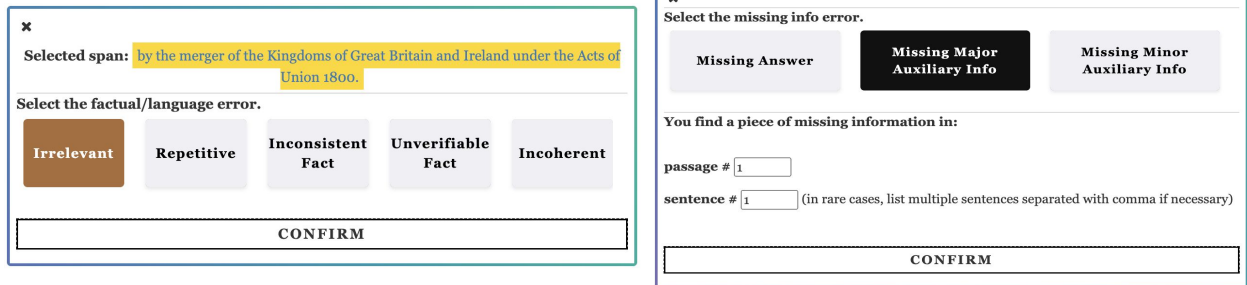 ✖
Selected span: by the merger of the Kingdoms of Great Britain and Ireland under the Acts of
Union 1800.
Select the factual/language error.
Irrelevant
Repetitive
Inconsistent
Fact
Unverifiable
Fact
Incoherent
CONFIRM
Select the missing info error.
Missing Answer
Missing Major
Auxiliary Info
Missing Minor
Auxiliary Info
You find a piece of missing information in:
passage # 1
sentence # 1 (in rare cases, list multiple sentences separated with comma if necessary)
CONFIRM